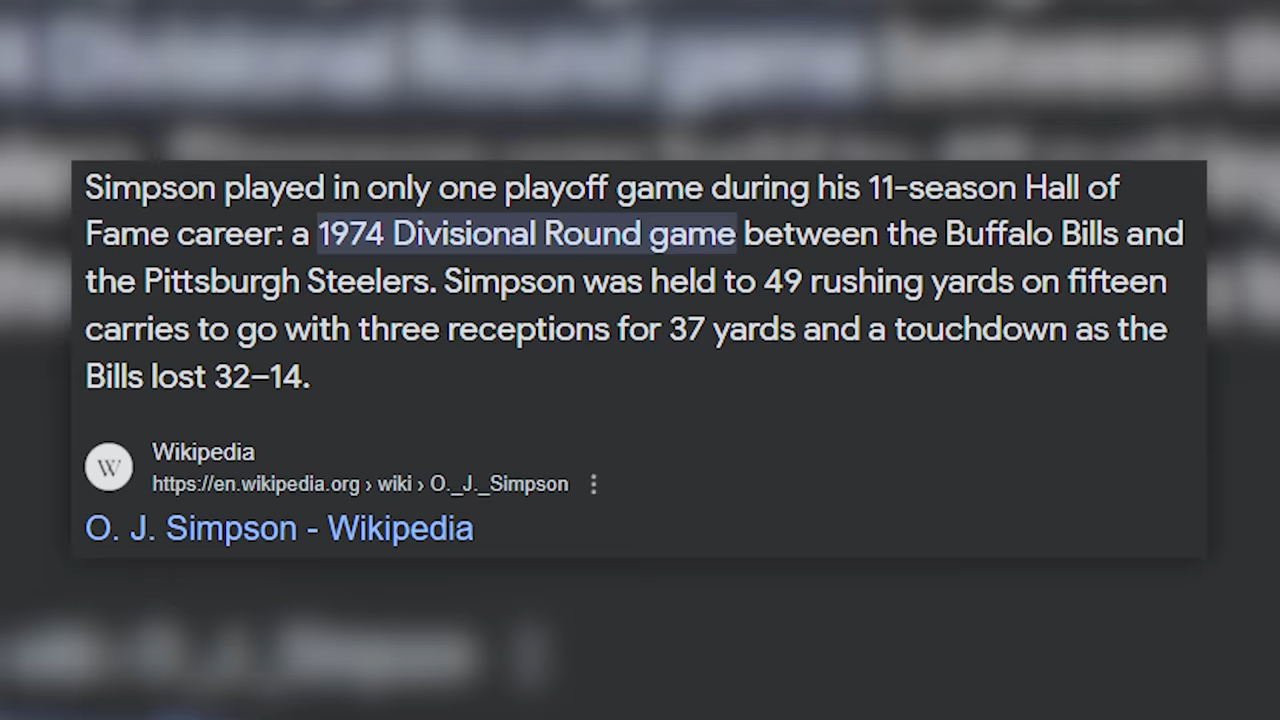 Simpson played in only one playoff game during his 11-season Hall of
Fame career: a 1974 Divisional Round game between the Buffalo Bills and
the Pittsburgh Steelers. Simpson was held to 49 rushing yards on fifteen
carries to go with three receptions for 37 yards and a touchdown as the
Bills lost 32–14.
W
Wikipedia
https://en.wikipedia.org › wiki › O._J._Simpson
O. J. Simpson - Wikipedia